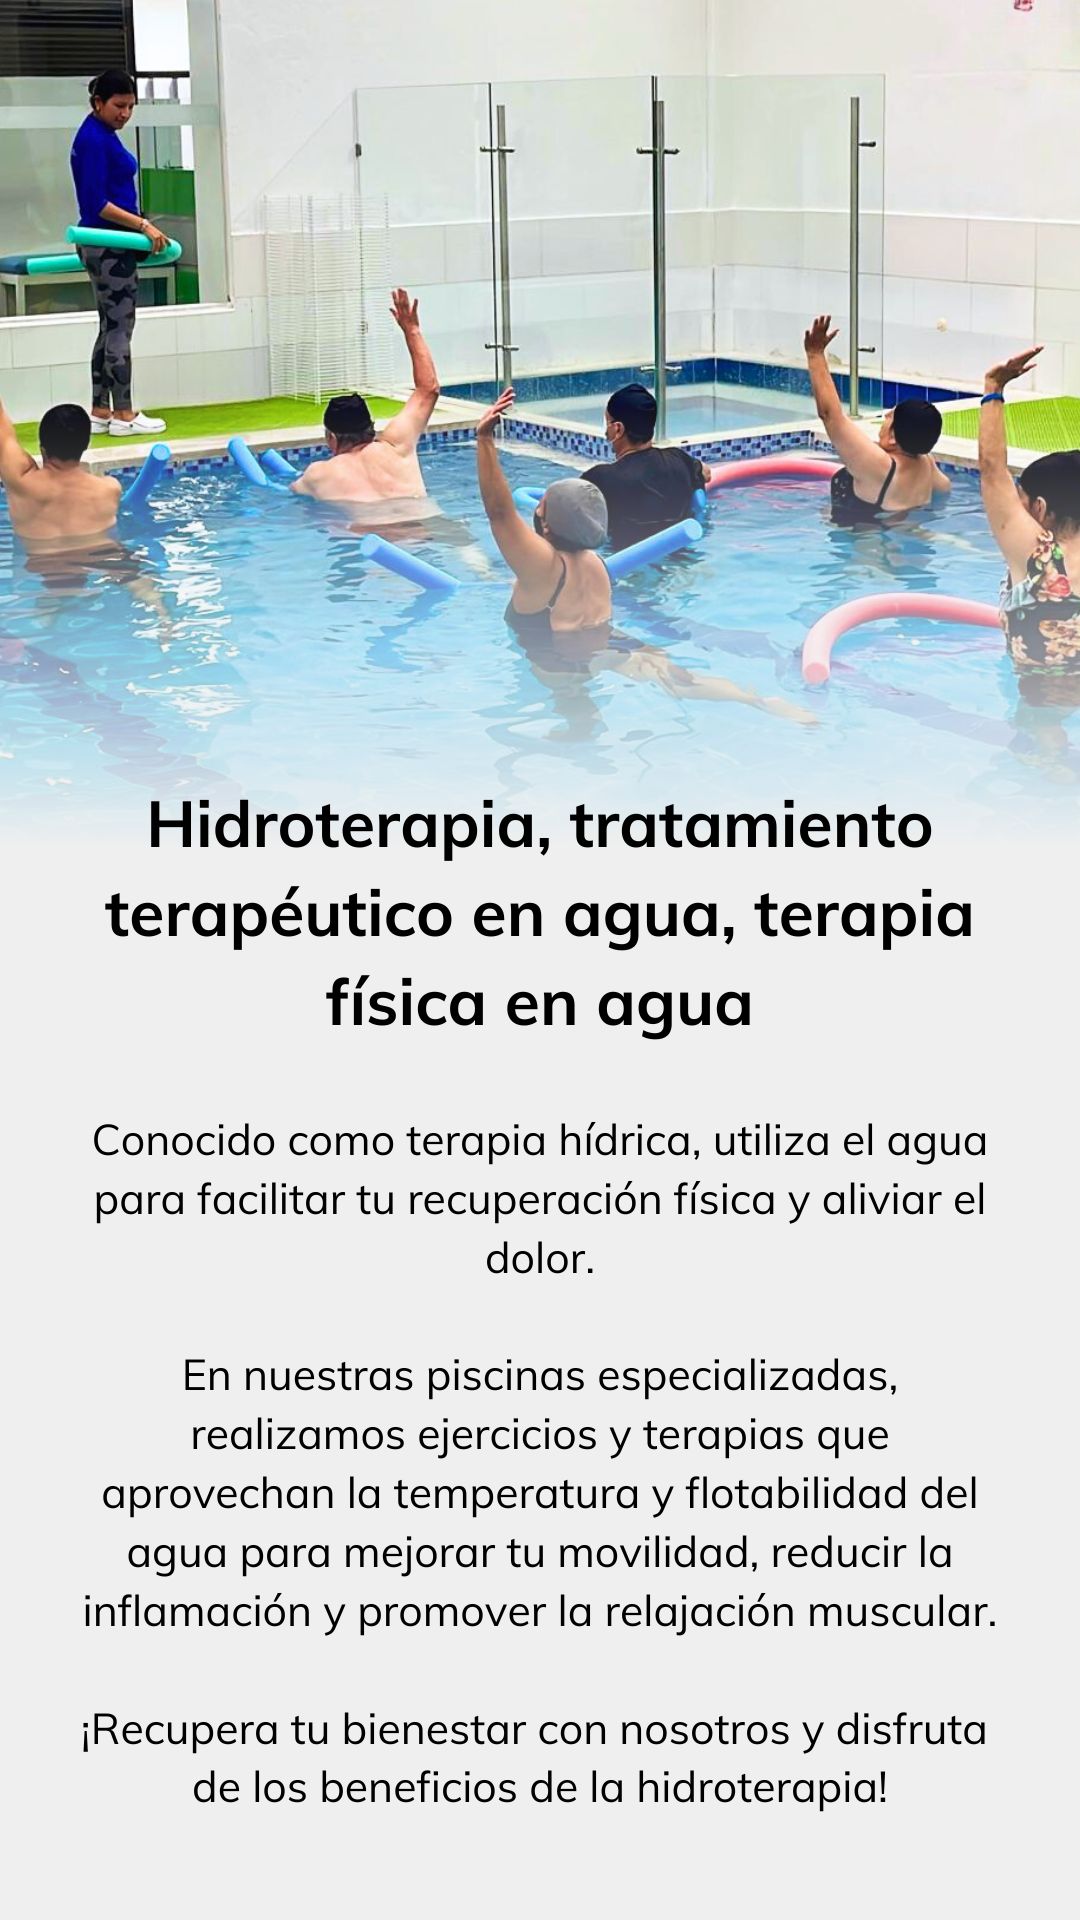 Hidroterapia, tratamiento
terapéutico en agua, terapia
física en agua
Conocido como terapia hídrica, utiliza el agua
para facilitar tu recuperación física y aliviar el
dolor.
En nuestras piscinas especializadas,
realizamos ejercicios y terapias que
aprovechan la temperatura y flotabilidad del
agua para mejorar tu movilidad, reducir la
inflamación y promover la relajación muscular.
¡Recupera tu bienestar con nosotros y disfruta
de los beneficios de la hidroterapia!